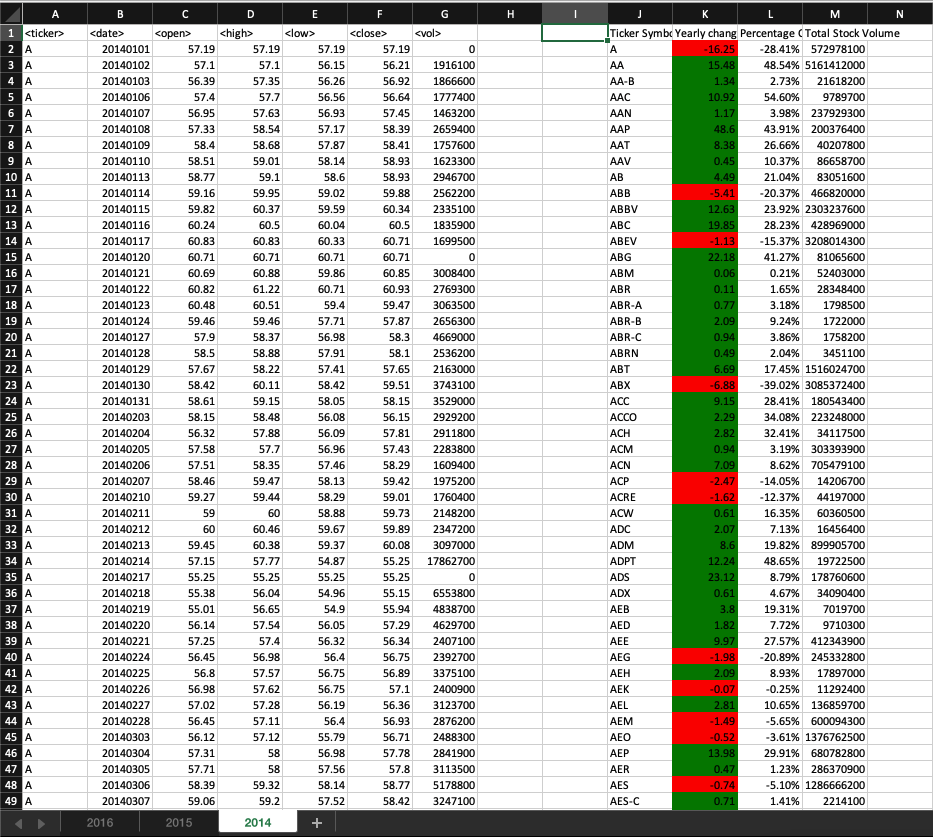 A B C D E F G H I J K L M N
1 <ticker> <date> <open> <high> <low> <close> <vol> Ticker Symbo Yearly chang Percentage C Total Stock Volume
2 A 20140101 57.19 57.19 57.19 57.19 0 A -16.25 -28.41% 572978100
3 A 20140102 57.1 57.1 56.15 56.21 1916100 AA 15.48 48.54% 5161412000
4 A 20140103 56.39 57.35 56.26 56.92 1866600 AA-B 1.34 2.73% 21618200
5 A 20140106 57.4 57.7 56.56 56.64 1777400 AAC 10.92 54.60% 9789700
6 A 20140107 56.95 57.63 56.93 57.45 1463200 AAN 1.17 3.98% 237929300
7 A 20140108 57.33 58.54 57.17 58.39 2659400 AAP 48.6 43.91% 200376400
8 A 20140109 58.4 58.68 57.87 58.41 1757600 AAT 8.38 26.66% 40207800
9 A 20140110 58.51 59.01 58.14 58.93 1623300 AAV 0.45 10.37% 86658700
10 A 20140113 58.77 59.1 58.6 58.93 2946700 AB 4.49 21.04% 83051600
11 A 20140114 59.16 59.95 59.02 59.88 2562200 ABB -5.41 -20.37% 466820000
12 A 20140115 59.82 60.37 59.59 60.34 2335100 ABBV 12.63 23.92% 2303237600
13 A 20140116 60.24 60.5 60.04 60.5 1835900 ABC 19.85 28.23% 428969000
14 A 20140117 60.83 60.83 60.33 60.71 1699500 ABEV -1.13 -15.37% 3208014300
15 A 20140120 60.71 60.71 60.71 60.71 0 ABG 22.18 41.27% 81065600
16 A 20140121 60.69 60.88 59.86 60.85 3008400 ABM 0.06 0.21% 52403000
17 A 20140122 60.82 61.22 60.71 60.93 2769300 ABR 0.11 1.65% 28348400
18 A 20140123 60.48 60.51 59.4 59.47 3063500 ABR-A 0.77 3.18% 1798500
19 A 20140124 59.46 59.46 57.71 57.87 2656300 ABR-B 2.09 9.24% 1722000
20 A 20140127 57.9 58.37 56.98 58.3 4669000 ABR-C 0.94 3.86% 1758200
21 A 20140128 58.5 58.88 57.91 58.1 2536200 ABRN 0.49 2.04% 3451100
22 A 20140129 57.67 58.22 57.41 57.65 2163000 ABT 6.69 17.45% 1516024700
23 A 20140130 58.42 60.11 58.42 59.51 3743100 ABX -6.88 -39.02% 3085372400
24 A 20140131 58.61 59.15 58.05 58.15 3529000 ACC 9.15 28.41% 180543400
25 A 20140203 58.15 58.48 56.08 56.15 2929200 ACCO 2.29 34.08% 223248000
26 A 20140204 56.32 57.88 56.09 57.81 2911800 ACH 2.82 32.41% 34117500
27 A 20140205 57.58 57.7 56.96 57.43 2283800 ACM 0.94 3.19% 303393900
28 A 20140206 57.51 58.35 57.46 58.29 1609400 ACN 7.09 8.62% 705479100
29 A 20140207 58.46 59.47 58.13 59.42 1975200 ACP -2.47 -14.05% 14206700
30 A 20140210 59.27 59.44 58.29 59.01 1760400 ACRE -1.62 -12.37% 44197000
31 A 20140211 59 60 58.88 59.73 2148200 ACW 0.61 16.35% 60360500
32 A 20140212 60 60.46 59.67 59.89 2347200 ADC 2.07 7.13% 16456400
33 A 20140213 59.45 60.38 59.37 60.08 3097000 ADM 8.6 19.82% 899905700
34 A 20140214 57.15 57.77 54.87 55.25 17862700 ADPT 12.24 48.65% 19722500
35 A 20140217 55.25 55.25 55.25 55.25 0 ADS 23.12 8.79% 178760600
36 A 20140218 55.38 56.04 54.96 55.15 6553800 ADX 0.61 4.67% 34090400
37 A 20140219 55.01 56.65 54.9 55.94 4838700 AEB 3.8 19.31% 7019700
38 A 20140220 56.14 57.54 56.05 57.29 4629700 AED 1.82 7.72% 9710300
39 A 20140221 57.25 57.4 56.32 56.34 2407100 AEE 9.97 27.57% 412343900
40 A 20140224 56.45 56.98 56.4 56.75 2392700 AEG -1.98 -20.89% 245332800
41 A 20140225 56.8 57.57 56.75 56.89 3375100 AEH 2.09 8.93% 17897000
42 A 20140226 56.98 57.62 56.75 57.1 2400900 AEK -0.07 -0.25% 11292400
43 A 20140227 57.02 57.28 56.19 56.36 3123700 AEL 2.81 10.65% 136859700
44 A 20140228 56.45 57.11 56.4 56.93 2876200 AEM -1.49 -5.65% 600094300
45 A 20140303 56.12 57.12 55.79 56.71 2488300 AEO -0.52 -3.61% 1376762500
46 A 20140304 57.31 58 56.98 57.78 2841900 AEP 13.98 29.91% 680782800
47 A 20140305 57.71 58 57.56 57.8 3113500 AER 0.47 1.23% 286370900
48 A 20140306 58.39 59.32 58.14 58.77 5178800 AES -0.74 -5.10% 1286666200
49 A 20140307 59.06 59.2 57.52 58.42 3247100 AES-C 0.71 1.41% 2214100
2016 2015 2014 +